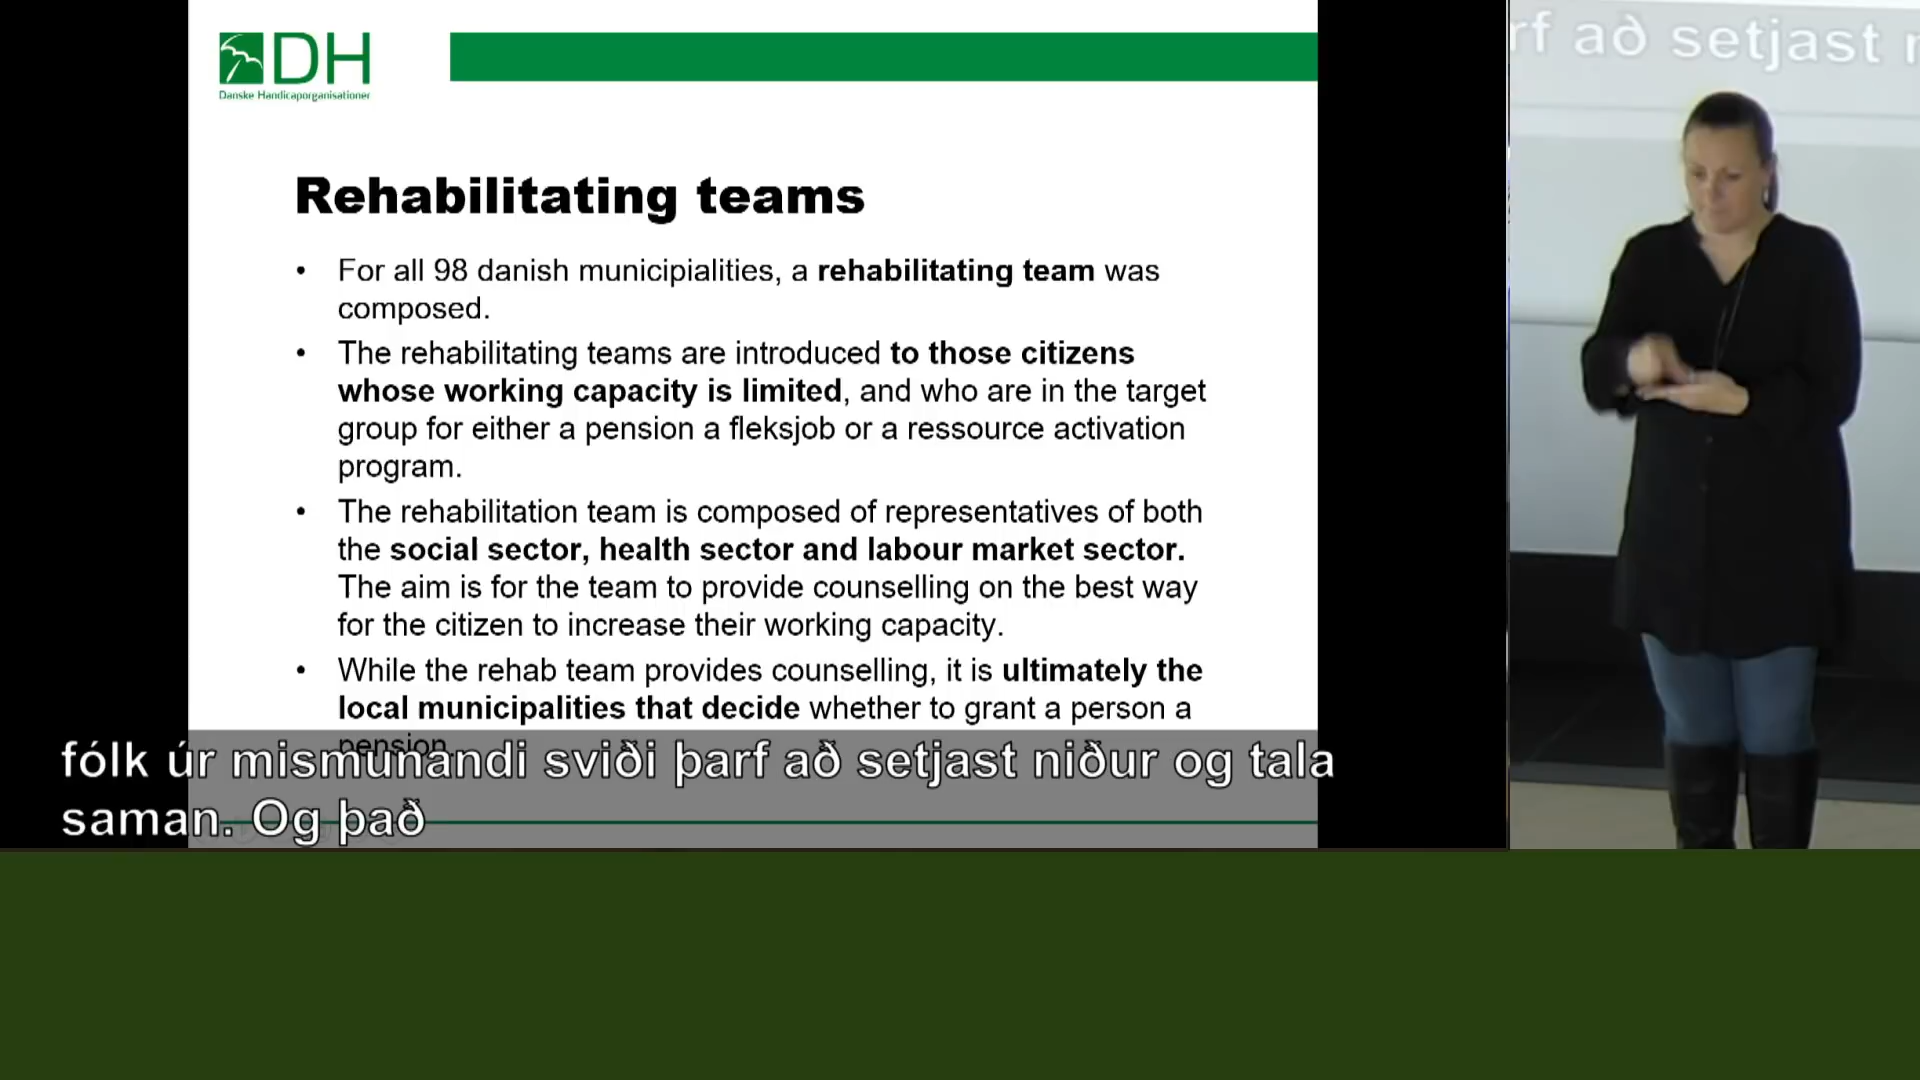 DH
Danske Handicaporganisationer
Rehabilitating teams
• For all 98 danish municipialities, a rehabilitating team was
composed.
• The rehabilitating teams are introduced to those citizens
whose working capacity is limited, and who are in the target
group for either a pension a fleksjob or a ressource activation
program.
• The rehabilitation team is composed of representatives of both
the social sector, health sector and labour market sector.
The aim is for the team to provide counselling on the best way
for the citizen to increase their working capacity.
• While the rehab team provides counselling, it is ultimately the
local municipalities that decide whether to grant a person a
pension.
fólk úr mismunandi sviði þarf að setjast niður og tala
saman. Og það
rf að setjast